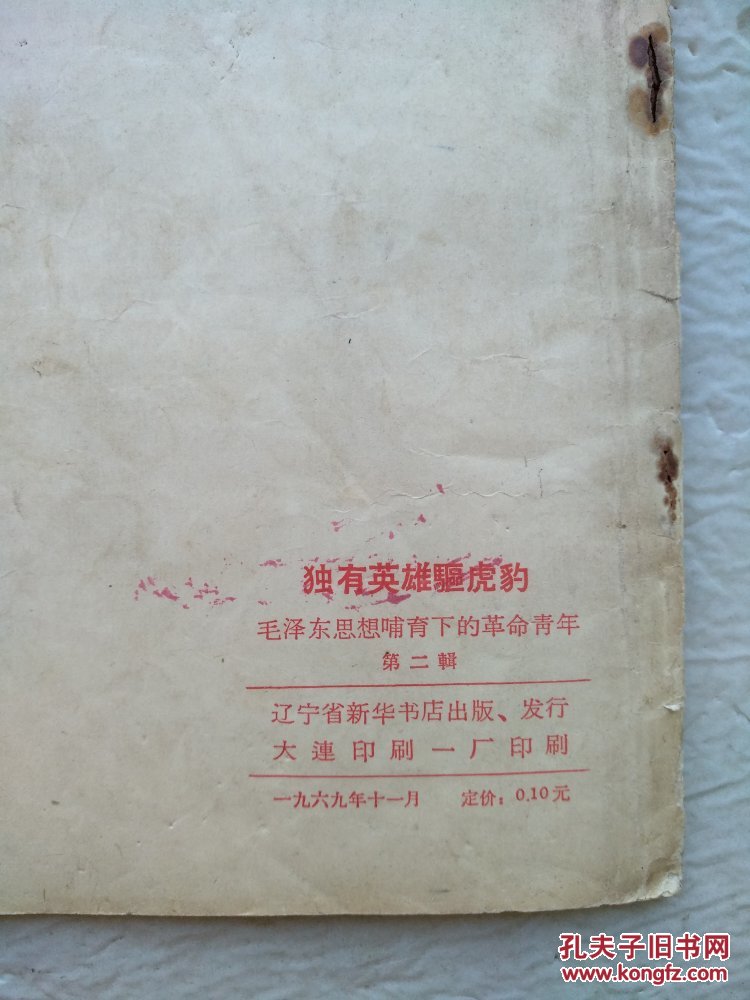 独有英雄驅虎豹
毛泽东思想哺育下的革命青年
第二輯
辽宁省新华书店出版、发行
大連印刷一厂印刷
一九六九年十一月 定价：0.10元
孔夫子旧书网
www.kongfz.com